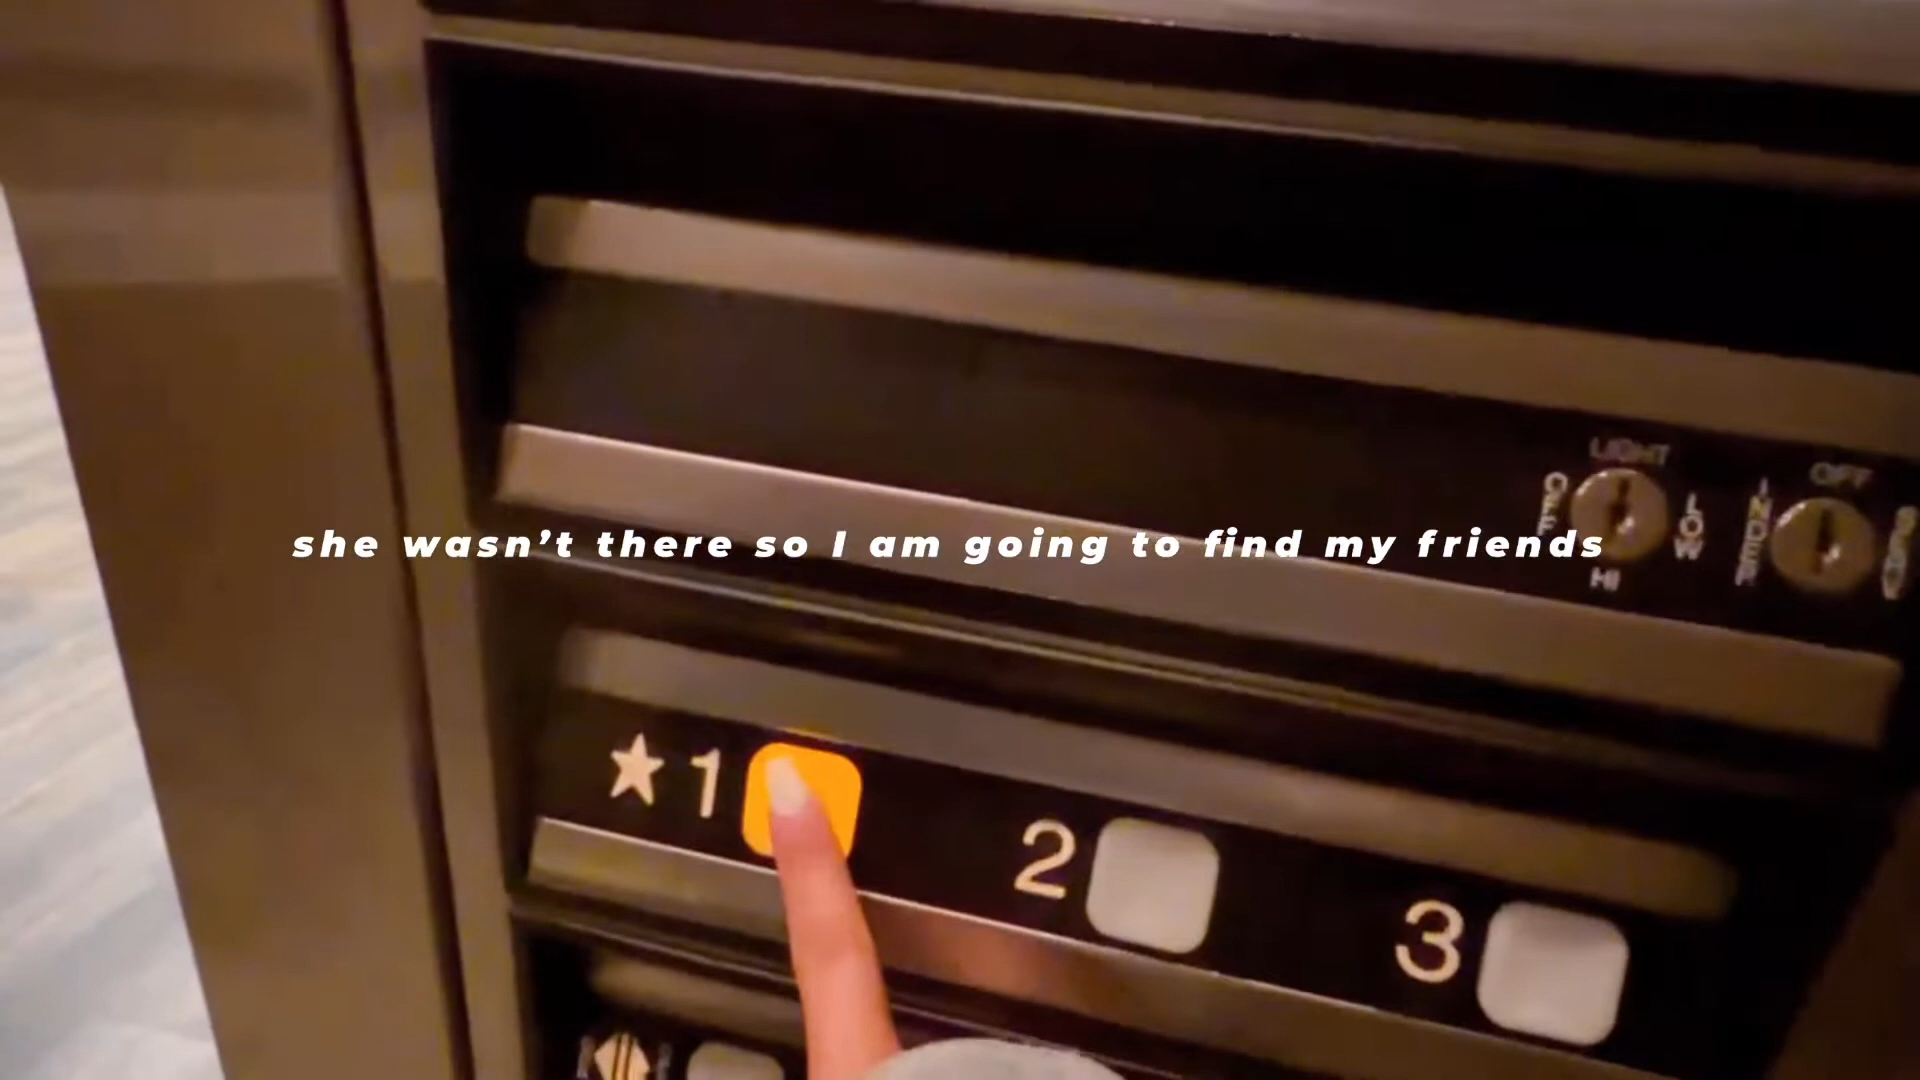 LIGHT
OFF
LOW
HI
OFF
she wasn’t there so I am going to find my friends
★1
2
3